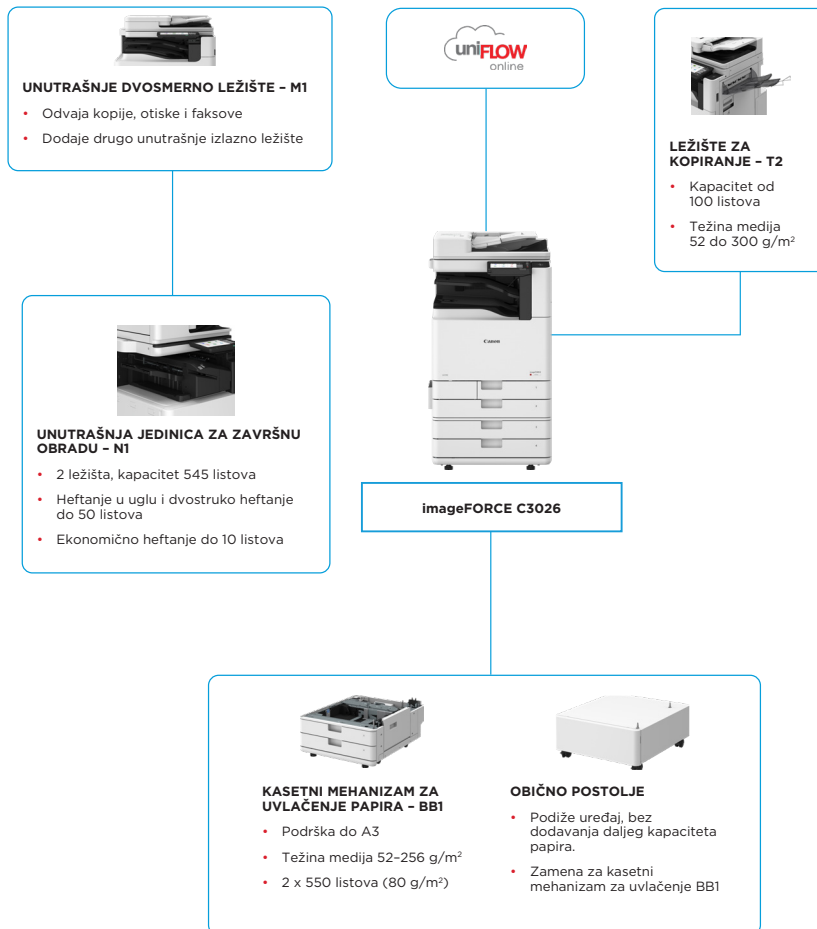 UNUTRAŠNJE DVOSMERNO LEŽIŠTE – M1
• Odvaja kopije, otiske i faksove
• Dodaje drugo unutrašnje izlazno ležište
uniFLOW
online
LEŽIŠTE ZA
KOPIRANJE – T2
• Kapacitet od
100 listova
• Težina medija
52 do 300 g/m²
UNUTRAŠNJA JEDINICA ZA ZAVRŠNU
OBRADU – N1
• 2 ležišta, kapacitet 545 listova
• Heftanje u uglu i dvostruko heftanje
do 50 listova
• Ekonomično heftanje do 10 listova
Canon
imageFORCE C3026
KASETNI MEHANIZAM ZA
UVLAČENJE PAPIRA – BB1
• Podrška do A3
• Težina medija 52–256 g/m²
• 2 x 550 listova (80 g/m²)
OBIČNO POSTOLJE
• Podiže uređaj, bez
dodavanja daljeg kapaciteta
papira.
• Zamena za kasetni
mehanizam za uvlačenje BB1